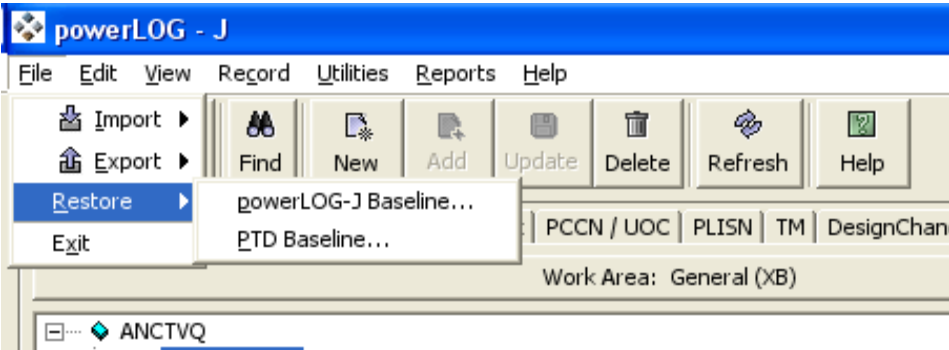 powerLOG - J
File Edit View Record Utilities Reports Help
Import
Export
Restore
Exit
Find New Add Update Delete Refresh Help
powerLOG-J Baseline...
PTD Baseline...
PCCN / UOC PLISN TM DesignChan
Work Area: General (XB)
ANCTVQ